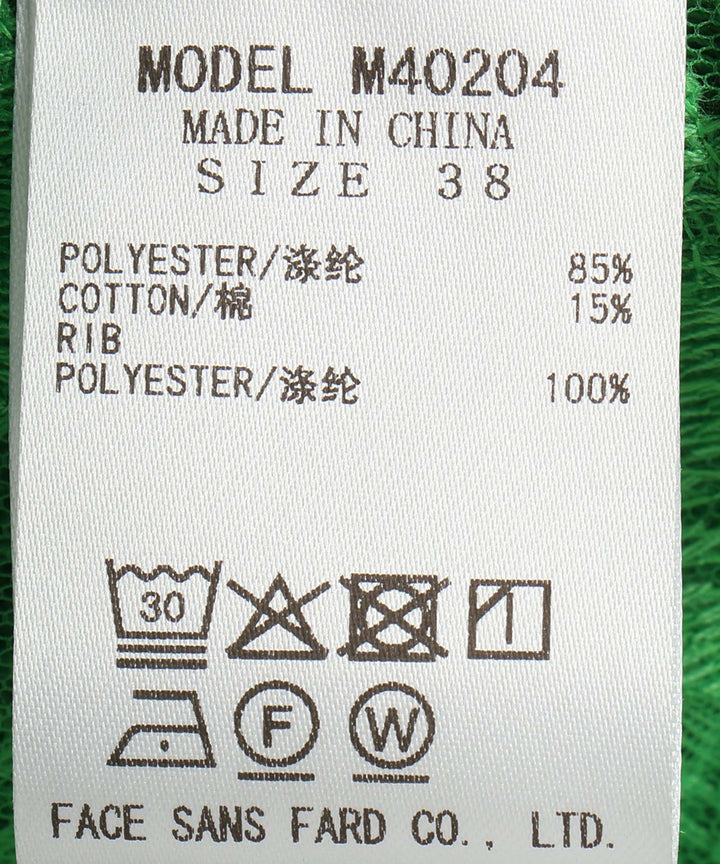 MODEL M40204
MADE IN CHINA
SIZE 38
POLYESTER/涤纶 85%
COTTON/棉 15%
RIB
POLYESTER/涤纶 100%
30
F W
FACE SANS FARD CO., LTD.